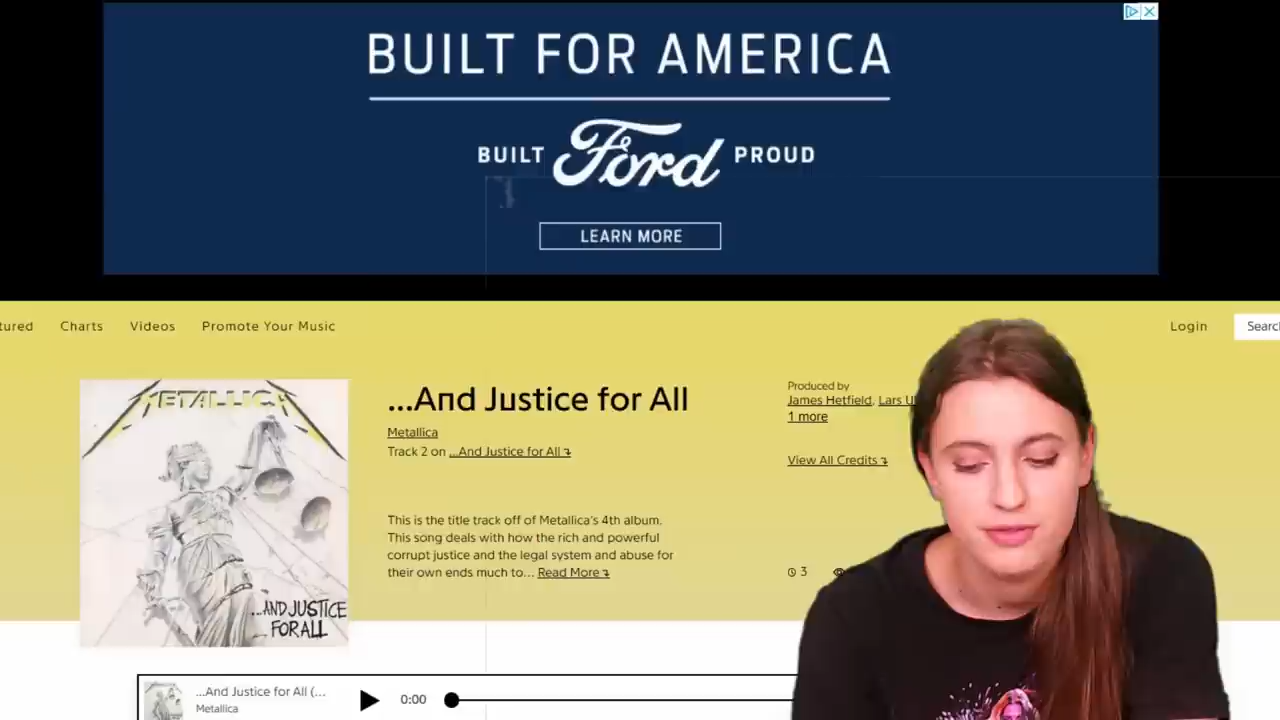 BUILT FOR AMERICA
BUILT Ford PROUD
LEARN MORE
tured Charts Videos Promote Your Music Login Search
METALLICA
...AND JUSTICE
FOR ALL
...And Justice for All
Metallica
Track 2 on ...And Justice for All
This is the title track off of Metallica's 4th album.
This song deals with how the rich and powerful
corrupt justice and the legal system and abuse for
their own ends much to... Read More
Produced by
James Hetfield, Lars U
1 more
View All Credits
3
...And Justice for All (...
Metallica
0:00